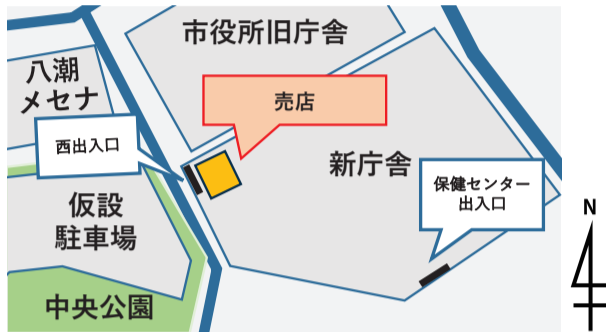 市役所旧庁舎
八潮
メセナ
売店
西出入口
新庁舎
保健センター
出入口
仮設
駐車場
N
中央公園